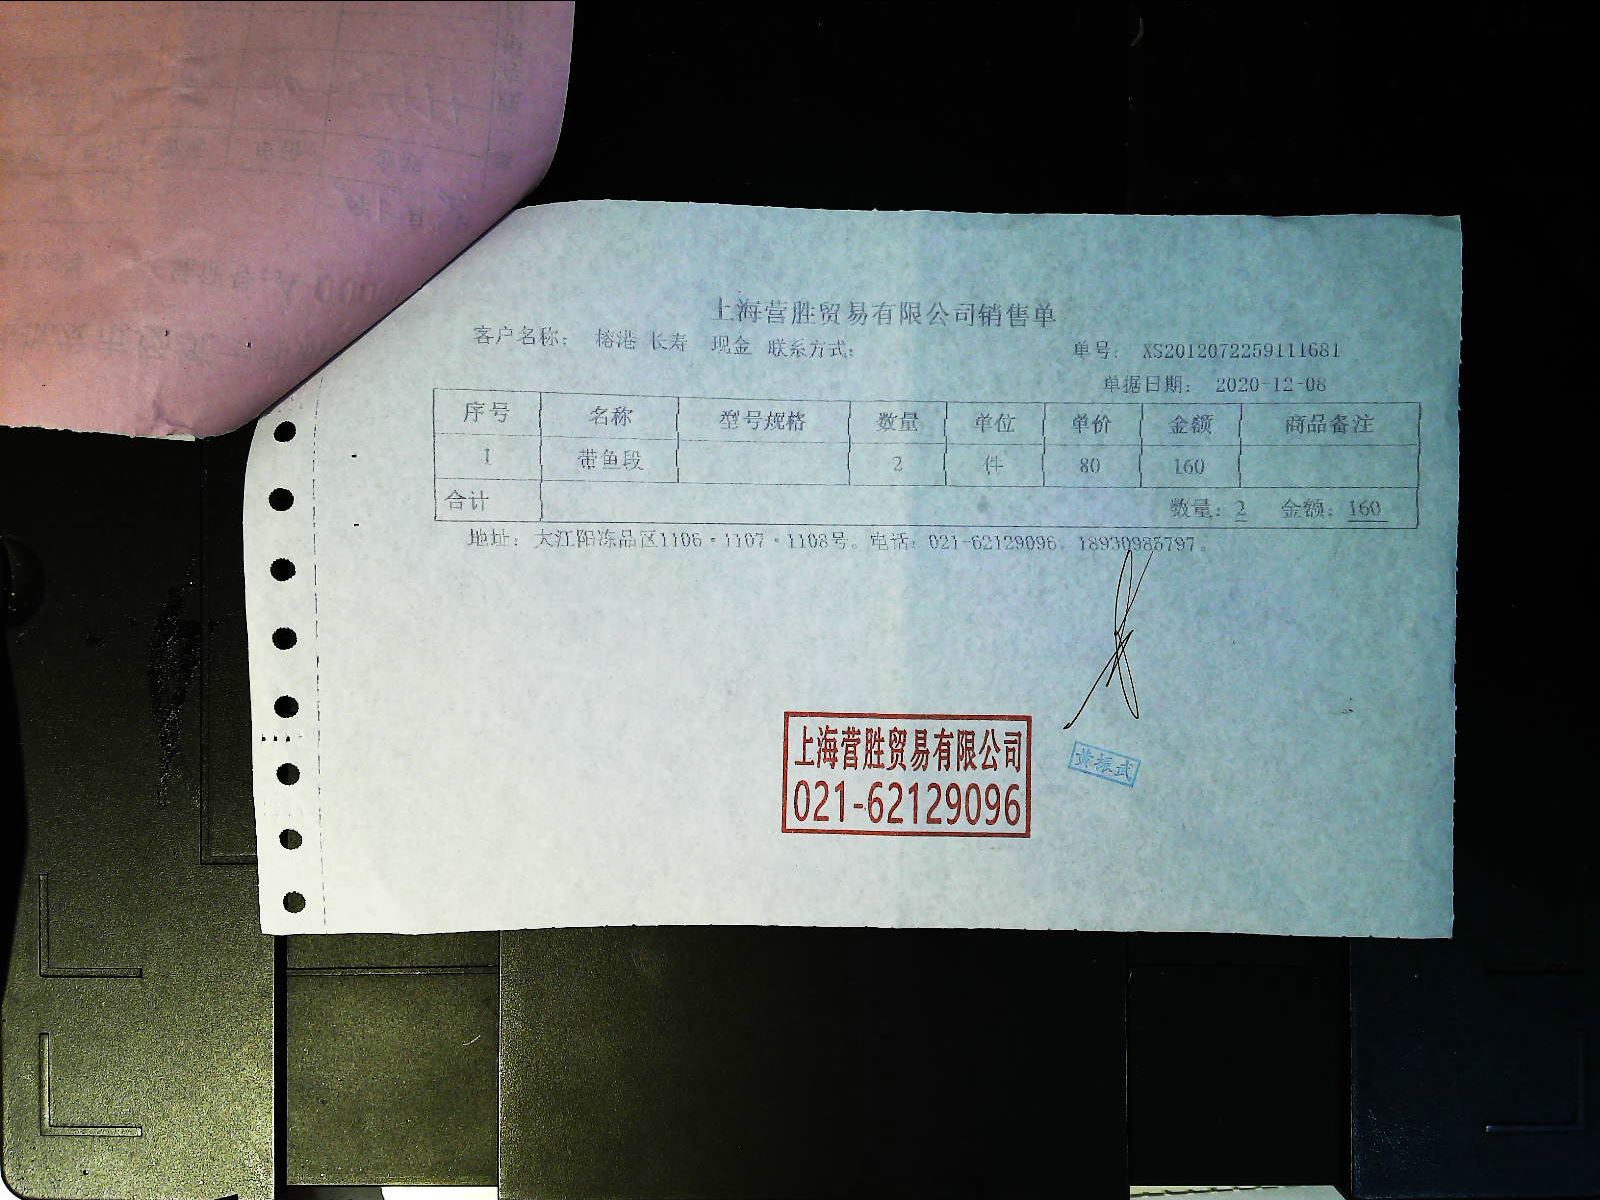 上海营胜贸易有限公司销售单
客户名称： 榕港 长寿 现金 联系方式： 单号： XS2012072259111681
单据日期： 2020-12-08
序号 名称 型号规格 数量 单位 单价 金额 商品备注
1 带鱼段 2 件 80 160
合计 数量：2 金额：160
地址： 大江阳冻品区1106·1107·1108号。电话：021-62129096，18930985797。
上海营胜贸易有限公司
021-62129096
黄振武